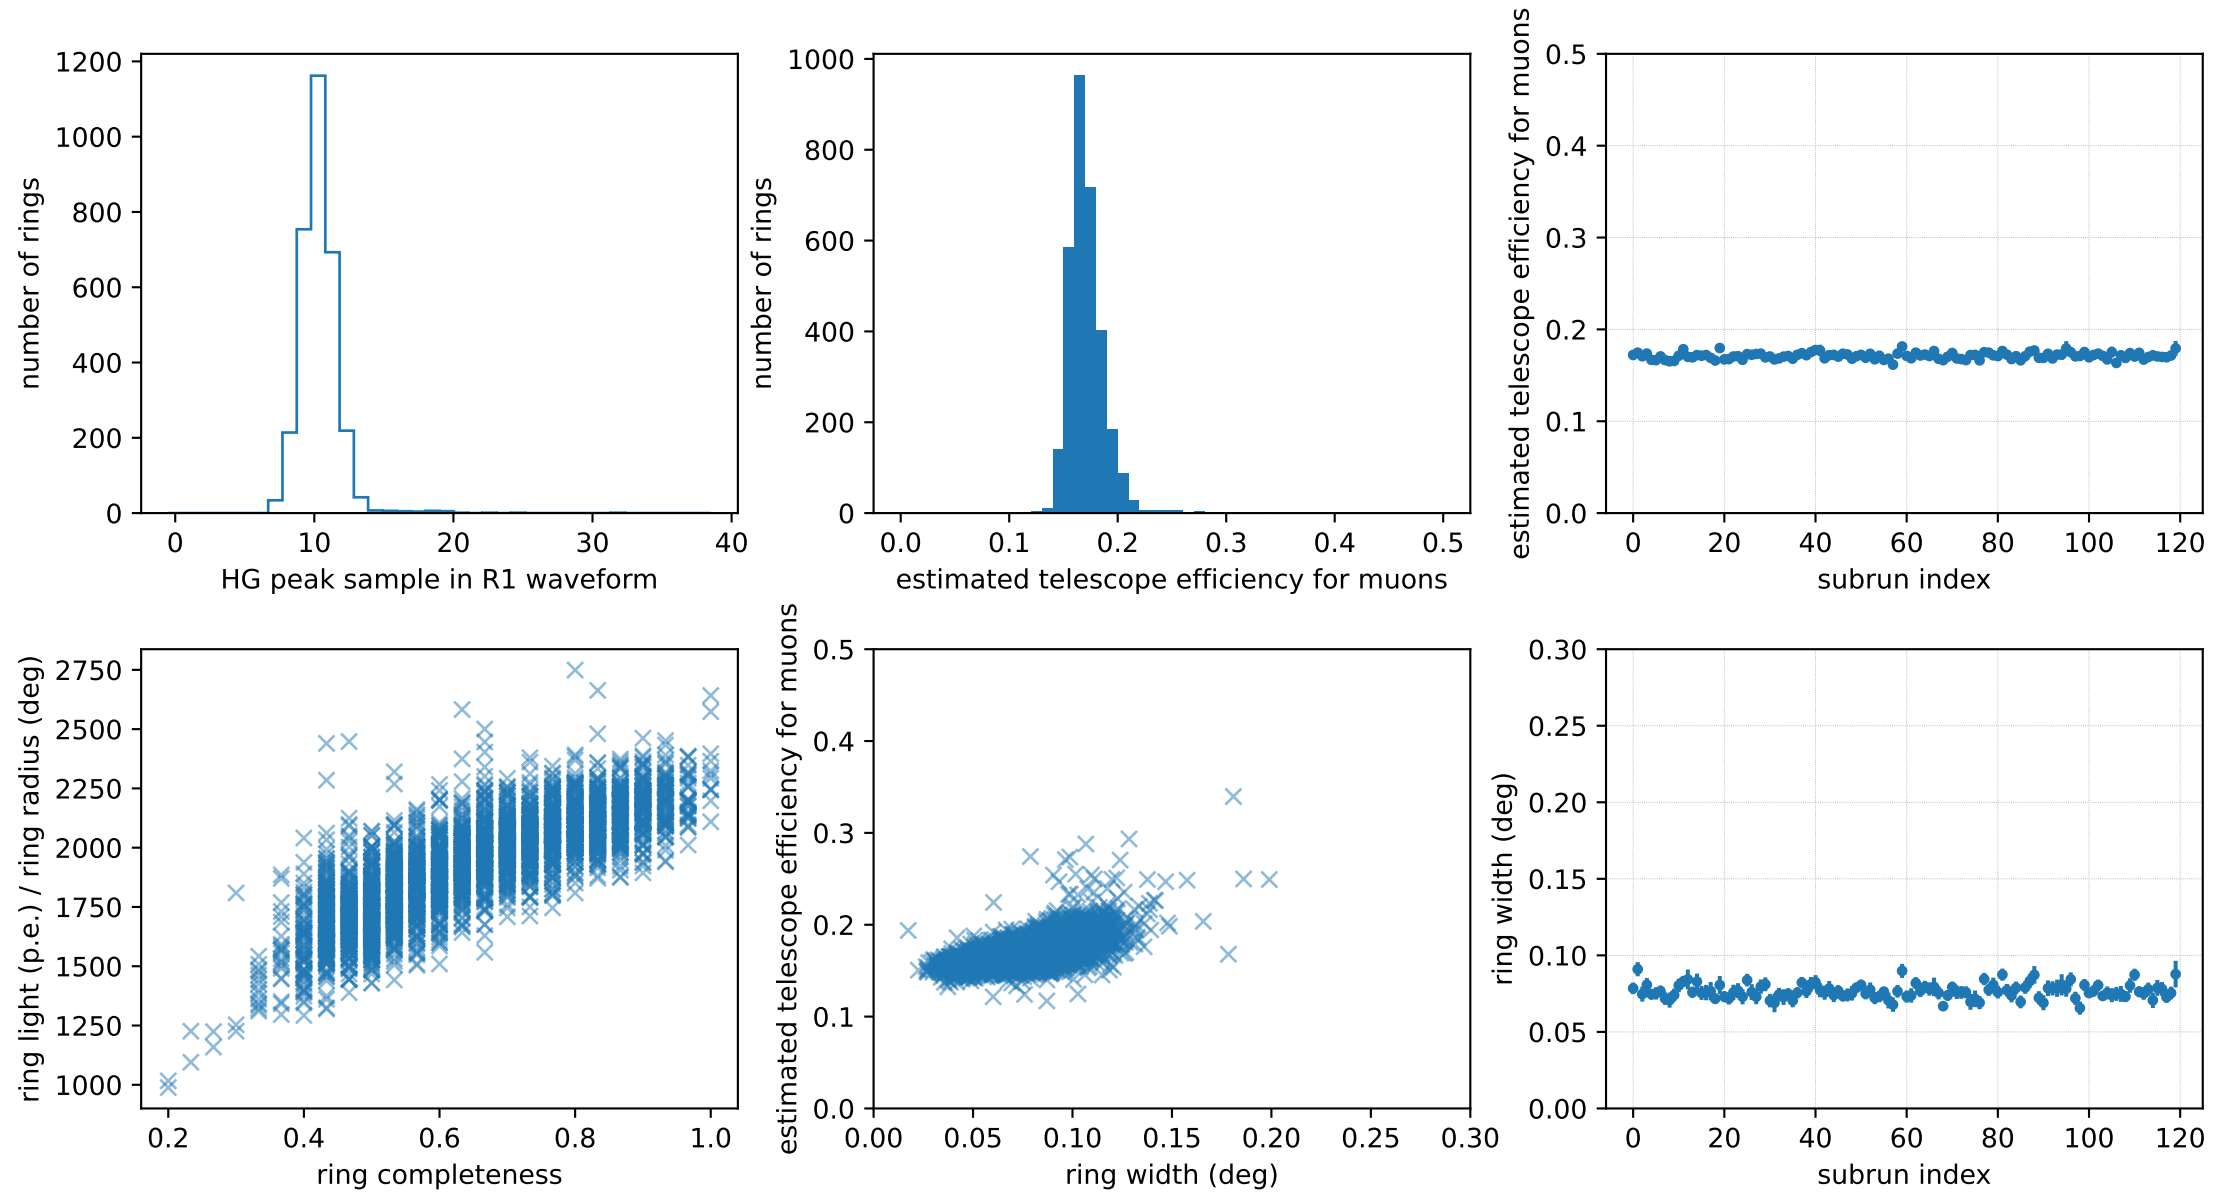 1200
1000
800
600
400
200
0
number of rings
0 10 20 30 40
HG peak sample in R1 waveform
1000
800
600
400
200
0
number of rings
0.0 0.1 0.2 0.3 0.4 0.5
estimated telescope efficiency for muons
0.5
0.4
0.3
0.2
0.1
0.0
estimated telescope efficiency for muons
0 20 40 60 80 100 120
subrun index
2750
2500
2250
2000
1750
1500
1250
1000
ring light (p.e.) / ring radius (deg)
0.2 0.4 0.6 0.8 1.0
ring completeness
0.5
0.4
0.3
0.2
0.1
0.0
estimated telescope efficiency for muons
0.00 0.05 0.10 0.15 0.20 0.25 0.30
ring width (deg)
0.30
0.25
0.20
0.15
0.10
0.05
0.00
ring width (deg)
0 20 40 60 80 100 120
subrun index